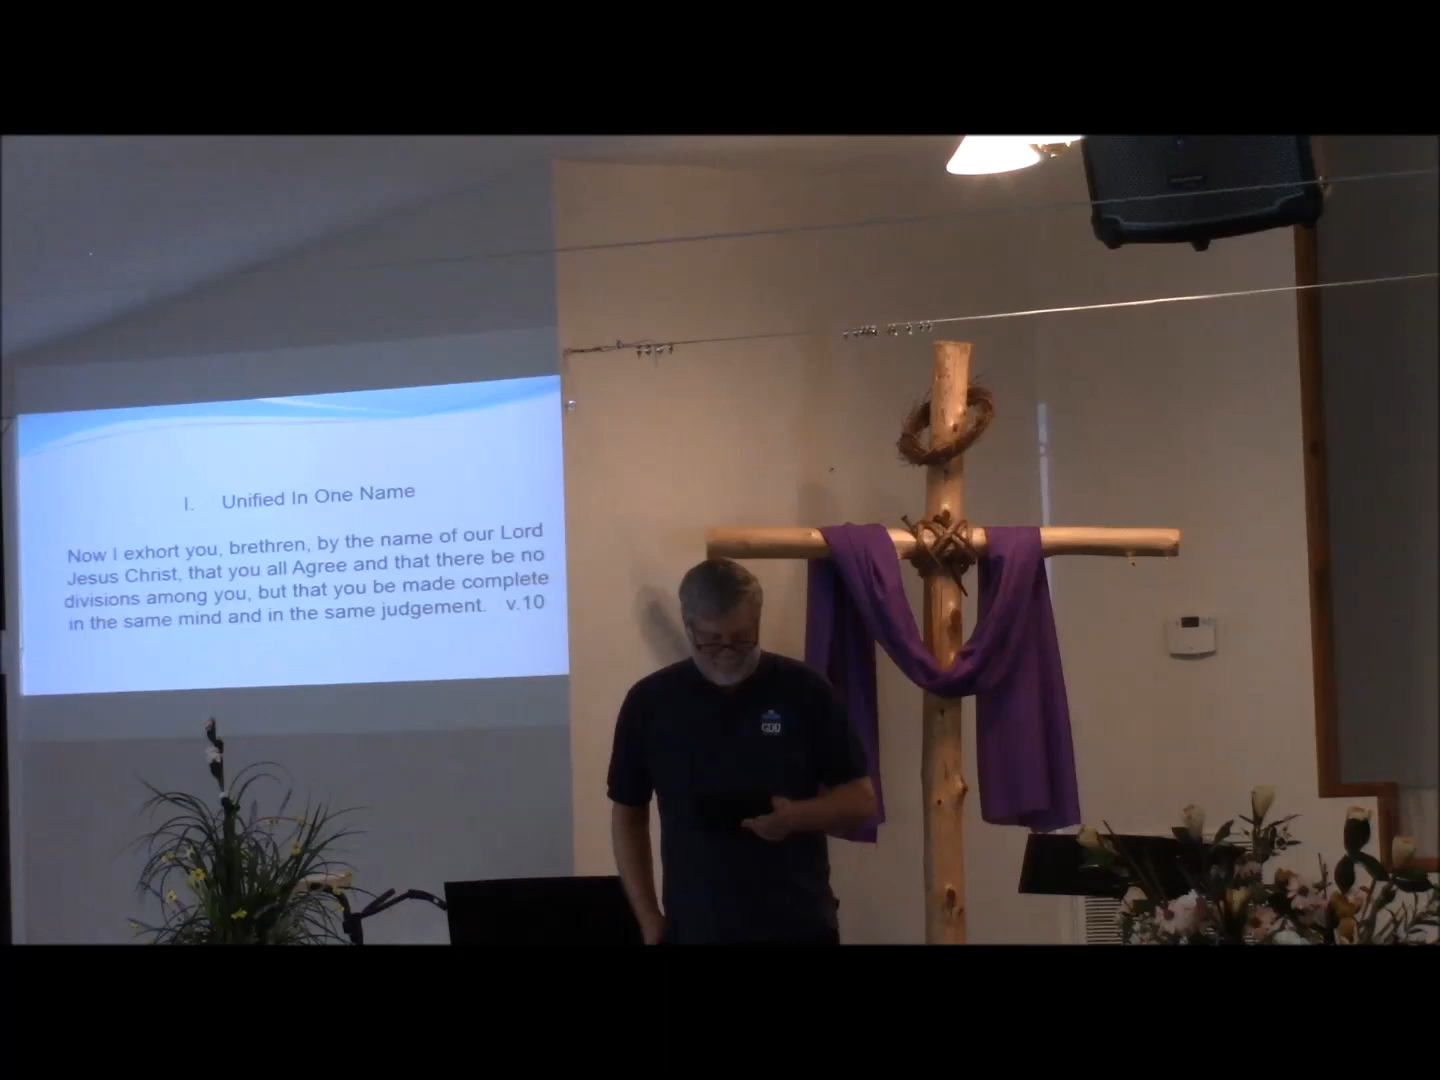 I. Unified In One Name
Now I exhort you, brethren, by the name of our Lord
Jesus Christ, that you all Agree and that there be no
divisions among you, but that you be made complete
in the same mind and in the same judgement. v.10
GOD